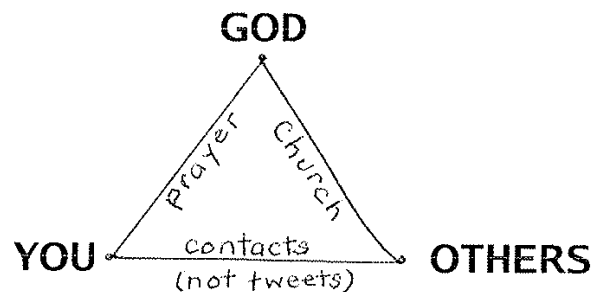 GOD
prayer
Church
YOU
contacts
(not tweets)
OTHERS